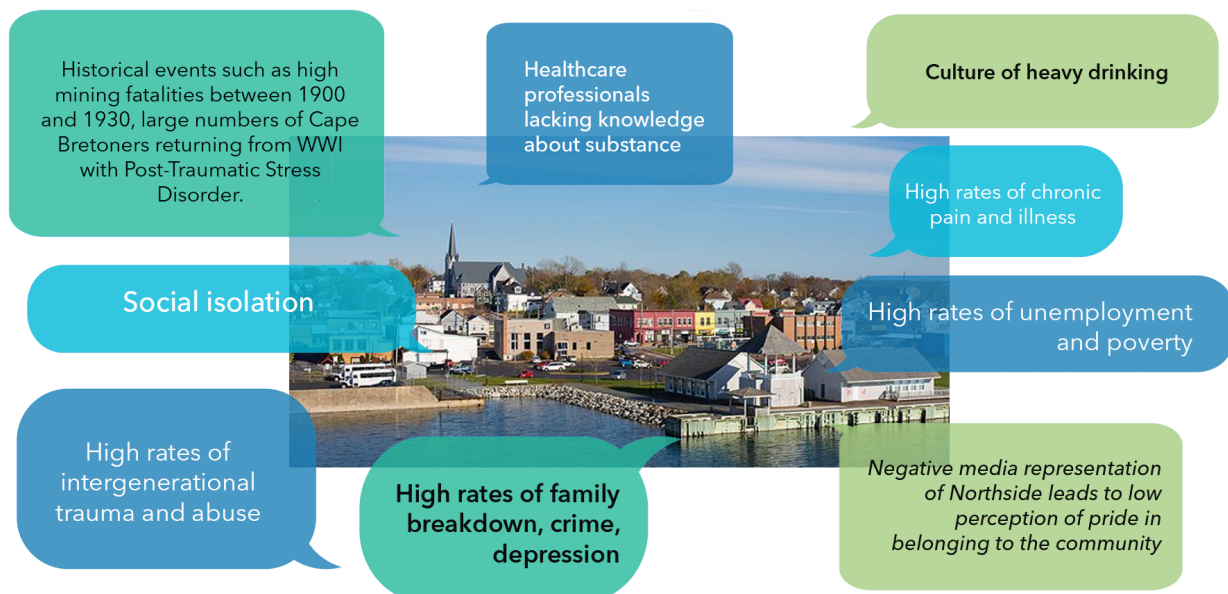 Historical events such as high
mining fatalities between 1900
and 1930, large numbers of Cape
Bretoners returning from WWI
with Post-Traumatic Stress
Disorder.
Healthcare
professionals
lacking knowledge
about substance
Culture of heavy drinking
High rates of chronic
pain and illness
Social isolation
High rates of unemployment
and poverty
High rates of
intergenerational
trauma and abuse
High rates of family
breakdown, crime,
depression
Negative media representation
of Northside leads to low
perception of pride in
belonging to the community